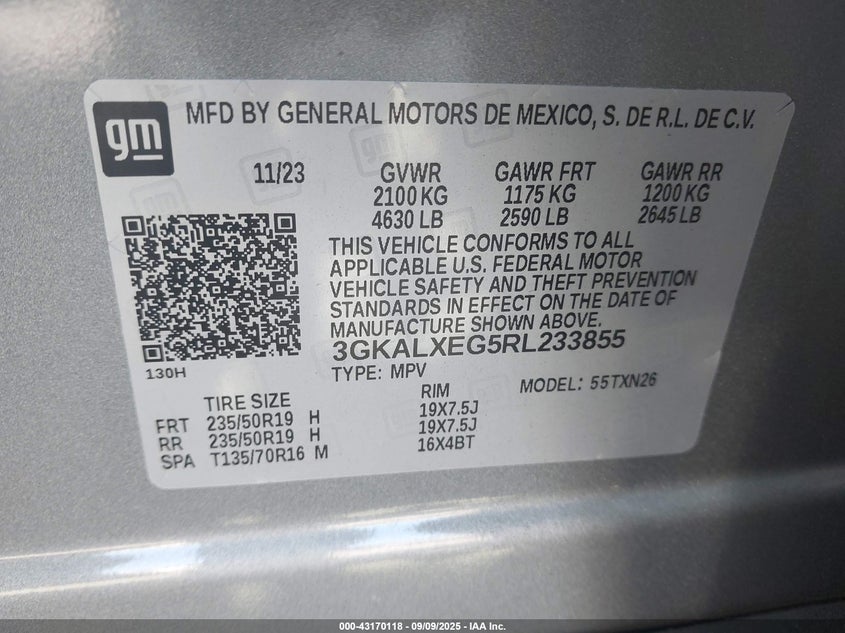 gm
MFD BY GENERAL MOTORS DE MEXICO, S. DE R.L. DE C.V.
11/23 GVWR GAWR FRT GAWR RR
2100 KG 1175 KG 1200 KG
4630 LB 2590 LB 2645 LB
THIS VEHICLE CONFORMS TO ALL
APPLICABLE U.S. FEDERAL MOTOR
VEHICLE SAFETY AND THEFT PREVENTION
STANDARDS IN EFFECT ON THE DATE OF
MANUFACTURE SHOWN ABOVE.
3GKALXEG5RL233855
130H
TYPE: MPV MODEL: 55TXN26
TIRE SIZE RIM
FRT 235/50R19 H 19X7.5J
RR 235/50R19 H 19X7.5J
SPA T135/70R16 M 16X4BT
000-43170118 - 09/09/2025 - IAA Inc.